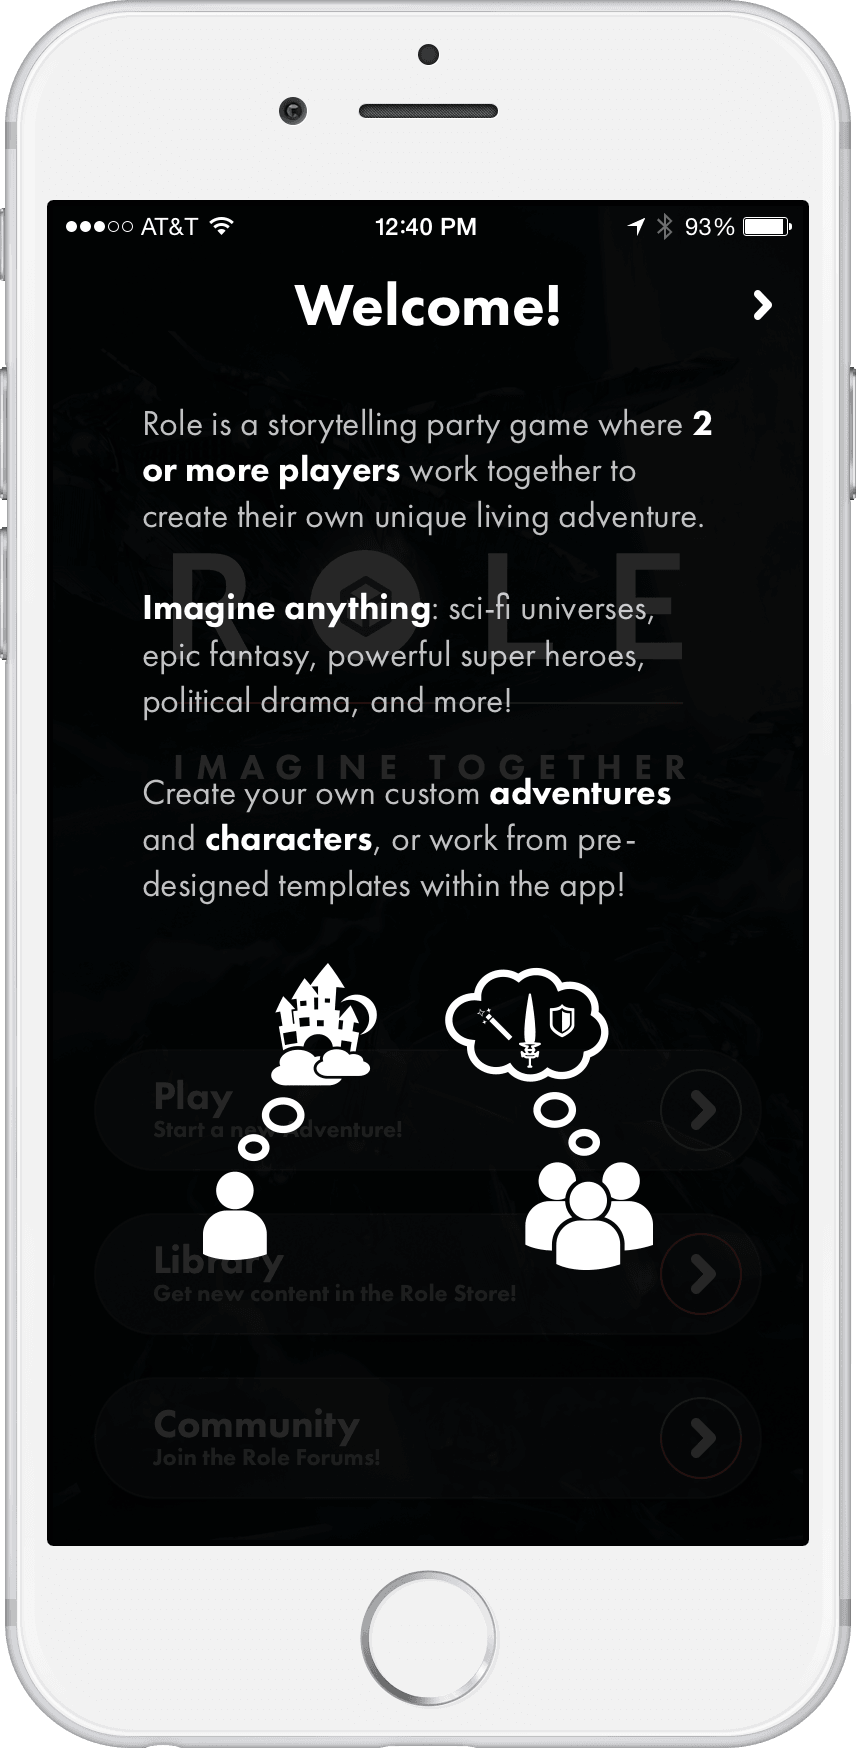 AT&T 12:40 PM 93%
Welcome!
Role is a storytelling party game where 2
or more players work together to
create their own unique living adventure.
ROLE
Imagine anything: sci-fi universes,
epic fantasy, powerful super heroes,
political drama, and more!
IMAGINE TOGETHER
Create your own custom adventures
and characters, or work from pre-
designed templates within the app!
Play
Start a new Adventure!
Library
Get new content in the Role Store!
Community
Join the Role Forums!